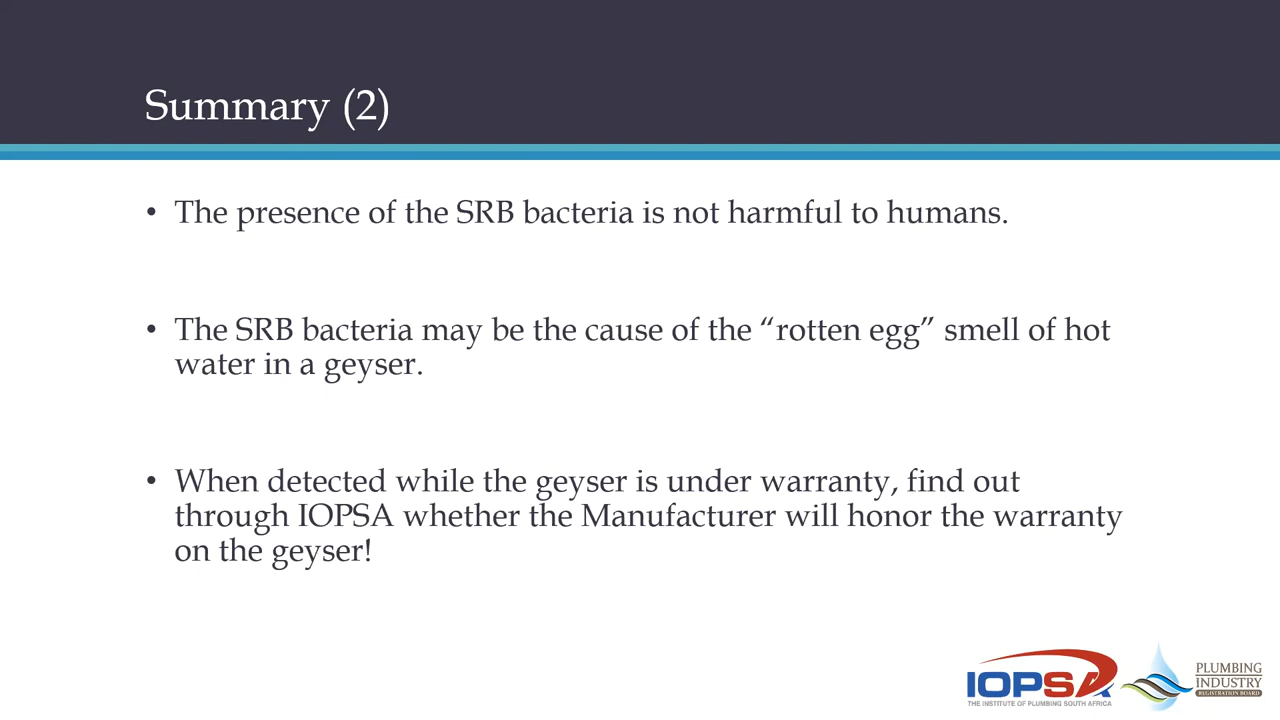 Summary (2)
• The presence of the SRB bacteria is not harmful to humans.
• The SRB bacteria may be the cause of the “rotten egg” smell of hot
water in a geyser.
• When detected while the geyser is under warranty, find out
through IOPSA whether the Manufacturer will honor the warranty
on the geyser!
IOPSA
THE INSTITUTE OF PLUMBING SOUTH AFRICA
PLUMBING
INDUSTRY
REGISTRATION BOARD